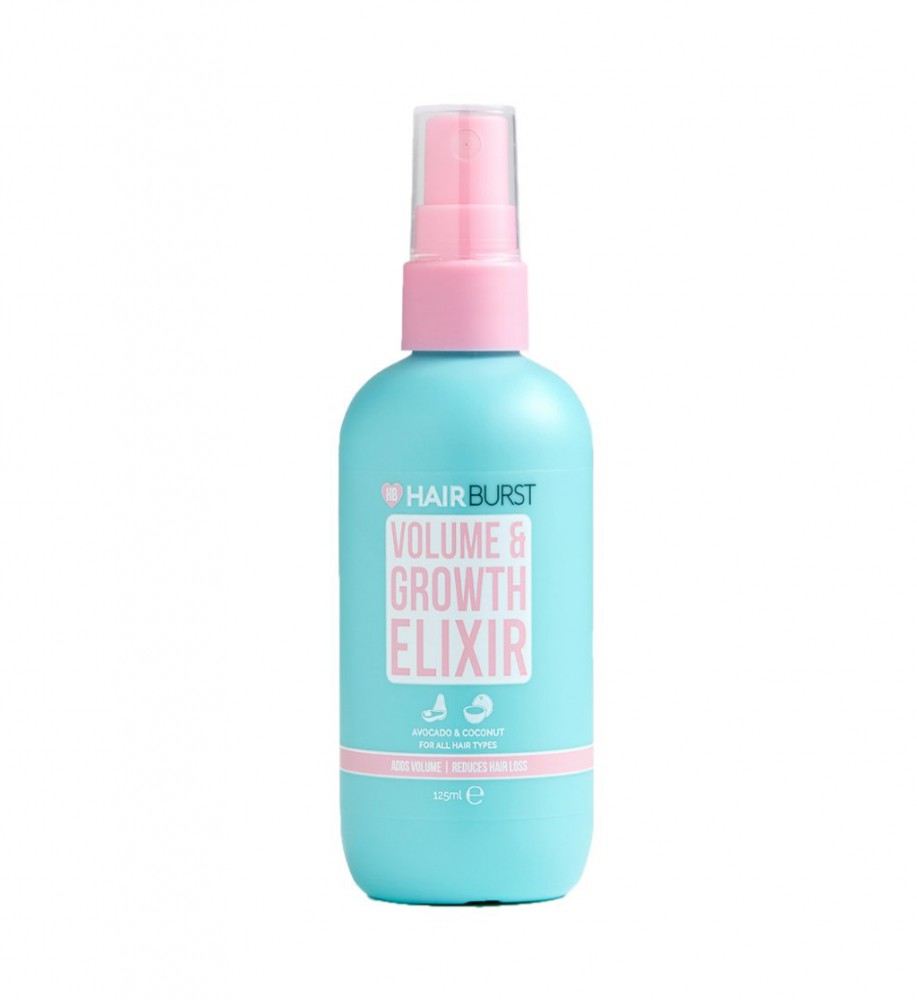 HB HAIRBURST
VOLUME &
GROWTH
ELIXIR
AVOCADO & COCONUT
FOR ALL HAIR TYPES
ADDS VOLUME | REDUCES HAIR LOSS
125ml ℮